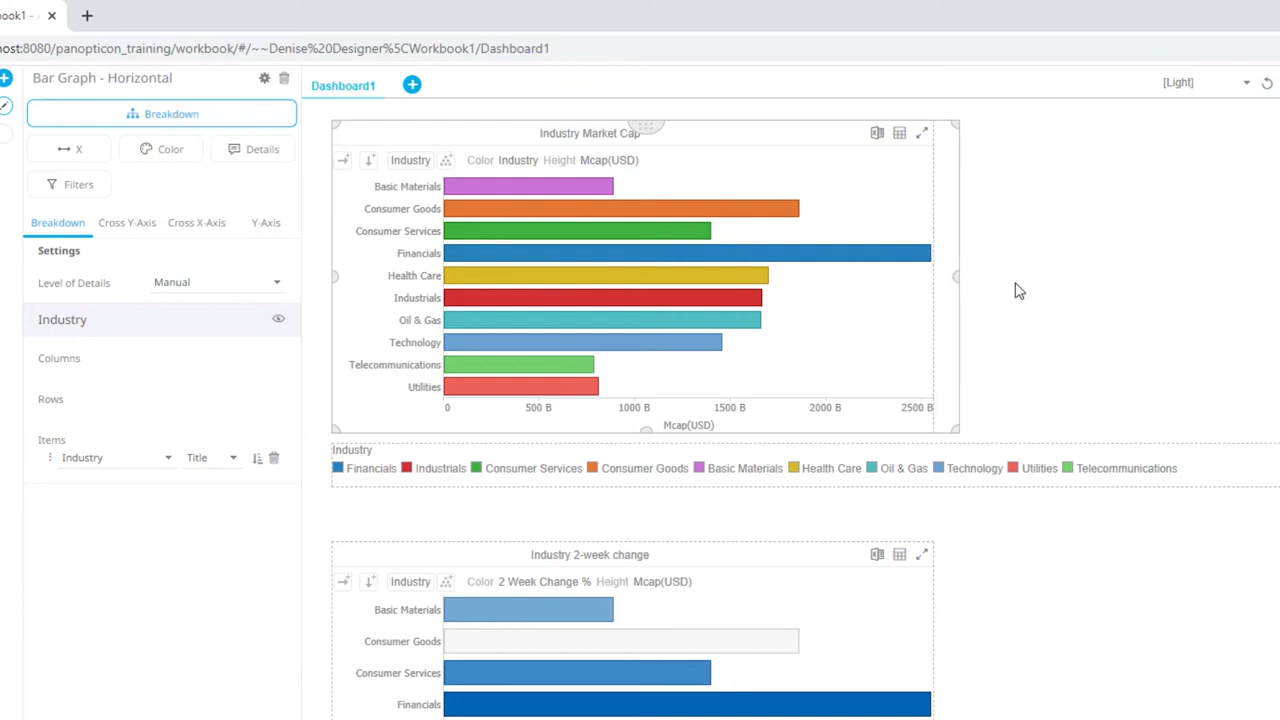 ook1 -
ost:8080/panopticon_training/workbook/#/~~Denise%20Designer%5CWorkbook1/Dashboard1
Bar Graph - Horizontal
Breakdown
X
Color
Details
Filters
Breakdown Cross Y-Axis Cross X-Axis Y-Axis
Settings
Level of Details Manual
Industry
Columns
Rows
Items
Industry Title
Dashboard1
[Light]
Industry Market Cap
Industry Color Industry Height Mcap(USD)
Basic Materials
Consumer Goods
Consumer Services
Financials
Health Care
Industrials
Oil & Gas
Technology
Telecommunications
Utilities
0 500 B 1000 B 1500 B 2000 B 2500 B
Mcap(USD)
Industry
Financials Industrials Consumer Services Consumer Goods Basic Materials Health Care Oil & Gas Technology Utilities Telecommunications
Industry 2-week change
Industry Color 2 Week Change % Height Mcap(USD)
Basic Materials
Consumer Goods
Consumer Services
Financials